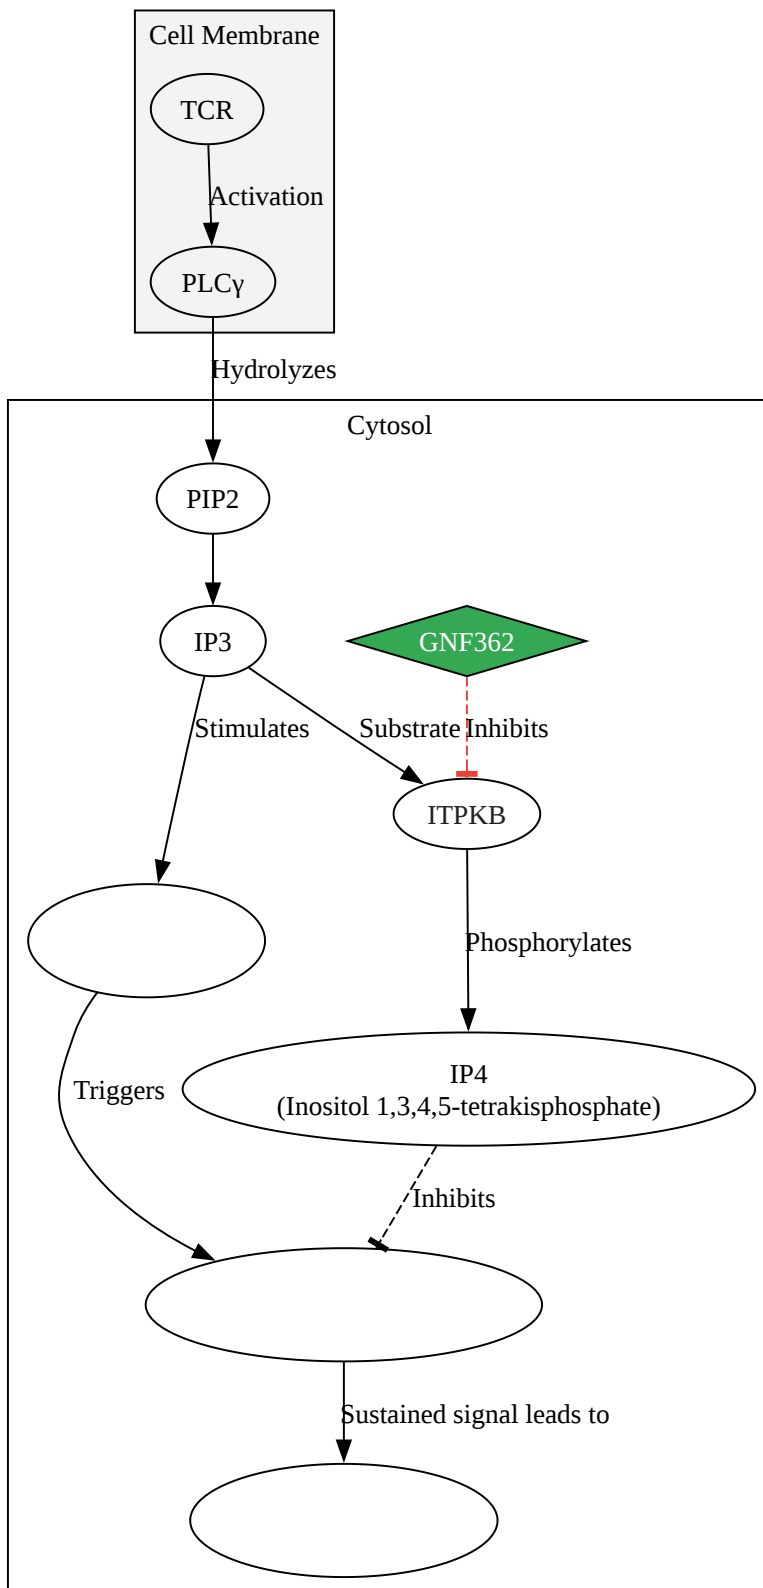 Cell Membrane
TCR
Activation
PLCγ
Hydrolyzes
Cytosol
PIP2
IP3
GNF362
Stimulates
Substrate
Inhibits
ITPKB
Phosphorylates
IP4
(Inositol 1,3,4,5-tetrakisphosphate)
Triggers
Inhibits
Sustained signal leads to